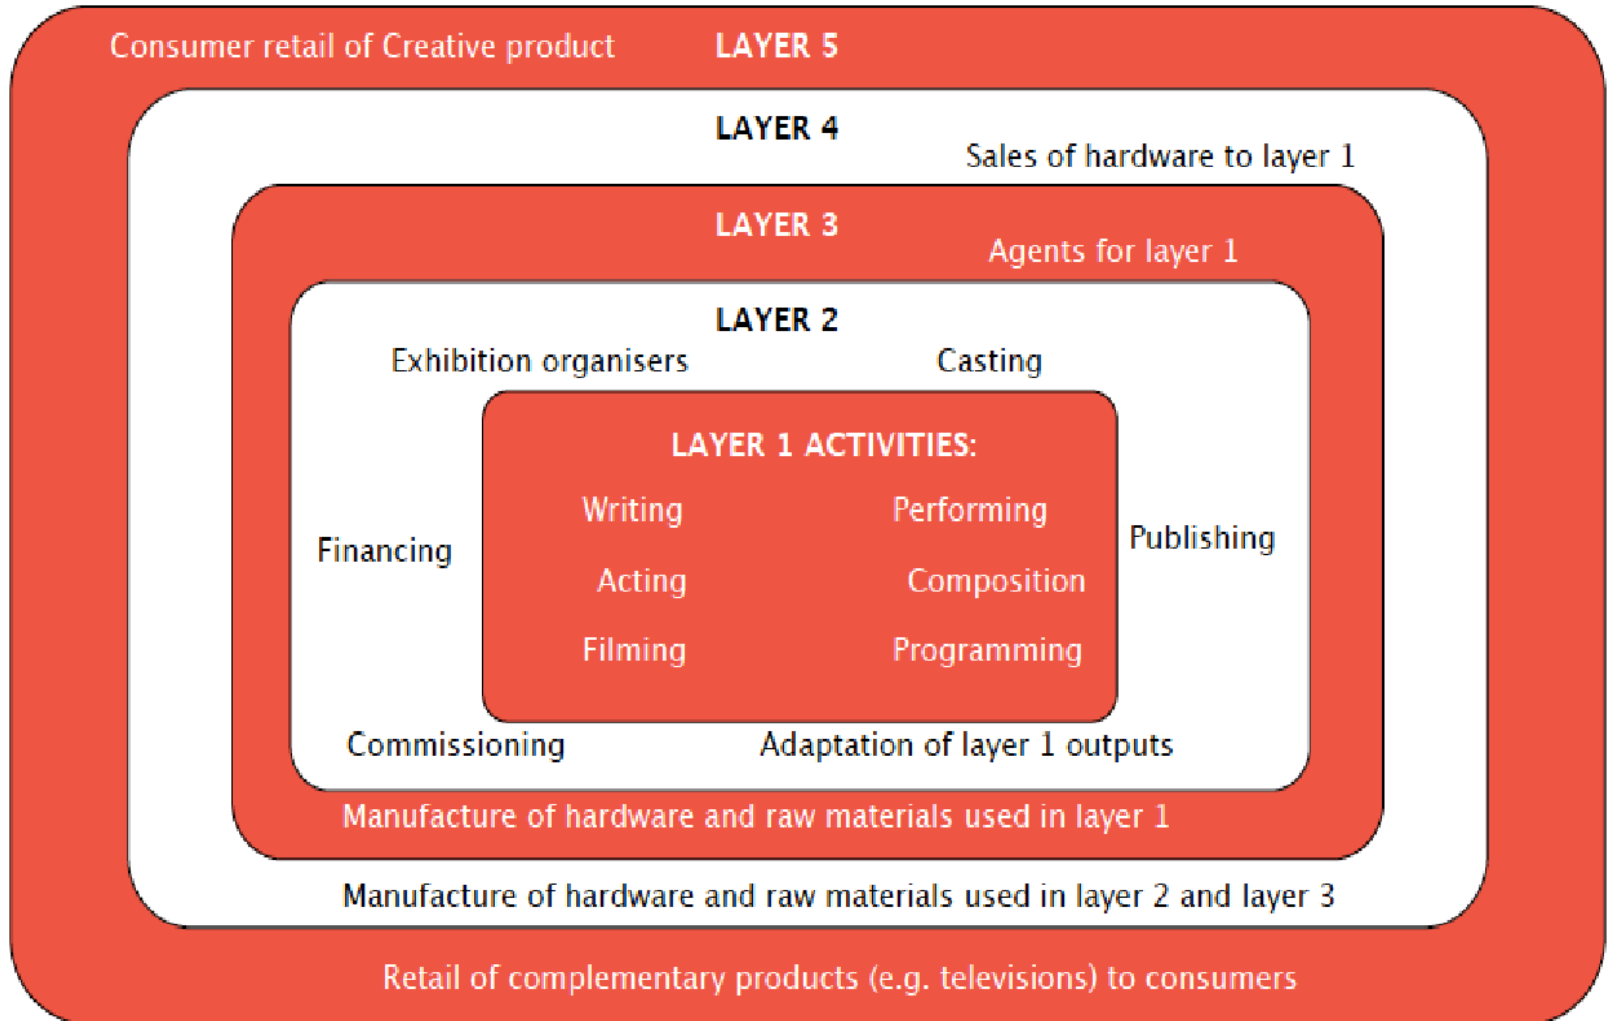 Consumer retail of Creative product LAYER 5
LAYER 4
Sales of hardware to layer 1
LAYER 3
Agents for layer 1
LAYER 2
Exhibition organisers Casting
LAYER 1 ACTIVITIES:
Writing Performing
Financing Publishing
Acting Composition
Filming Programming
Commissioning Adaptation of layer 1 outputs
Manufacture of hardware and raw materials used in layer 1
Manufacture of hardware and raw materials used in layer 2 and layer 3
Retail of complementary products (e.g. televisions) to consumers